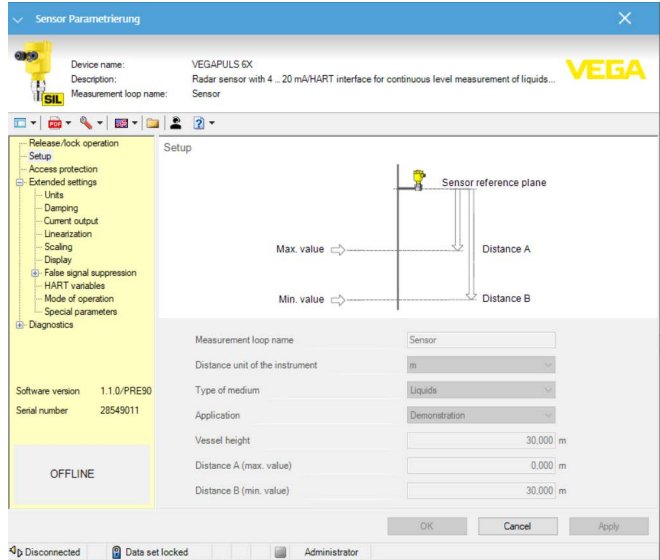 Sensor Parametrierung
Device name: VEGAPULS 6X
Description: Radar sensor with 4 .. 20 mA/HART interface for continuous level measurement of liquids...
Measurement loop name: Sensor
VEGA
SIL
PDF
Release/lock operation
Setup
Access protection
Extended settings
Units
Damping
Current output
Linearization
Scaling
Display
False signal suppression
HART variables
Mode of operation
Special parameters
Diagnostics
Software version 1.1.0/PRE90
Serial number 28549011
OFFLINE
Setup
Sensor reference plane
Max. value
Distance A
Min. value
Distance B
Measurement loop name Sensor
Distance unit of the instrument m
Type of medium Liquids
Application Demonstration
Vessel height 30,000 m
Distance A (max. value) 0,000 m
Distance B (min. value) 30,000 m
OK Cancel Apply
Disconnected Data set locked Administrator